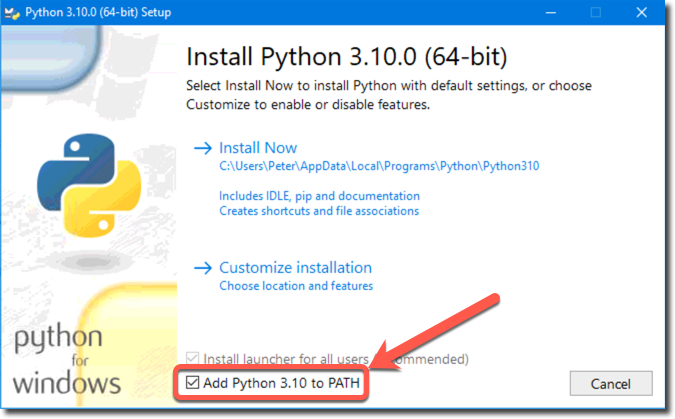 Python 3.10.0 (64-bit) Setup
Install Python 3.10.0 (64-bit)
Select Install Now to install Python with default settings, or choose
Customize to enable or disable features.
Install Now
C:\Users\Peter\AppData\Local\Programs\Python\Python310
Includes IDLE, pip and documentation
Creates shortcuts and file associations
Customize installation
Choose location and features
Install launcher for all users
Add Python 3.10 to PATH
Cancel
python
for
windows